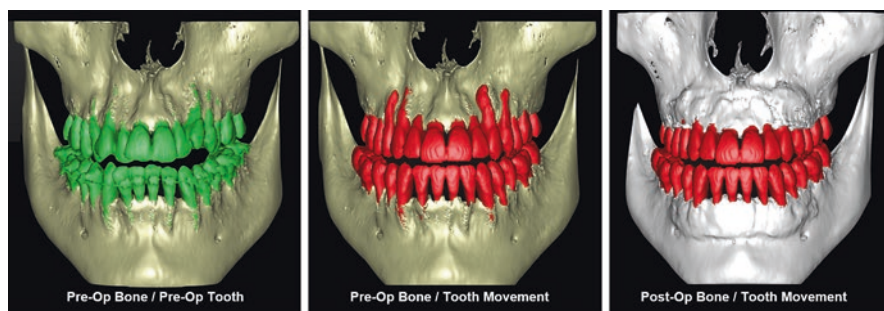 Pre-Op Bone / Pre-Op Tooth
Pre-Op Bone / Tooth Movement
Post-Op Bone / Tooth Movement